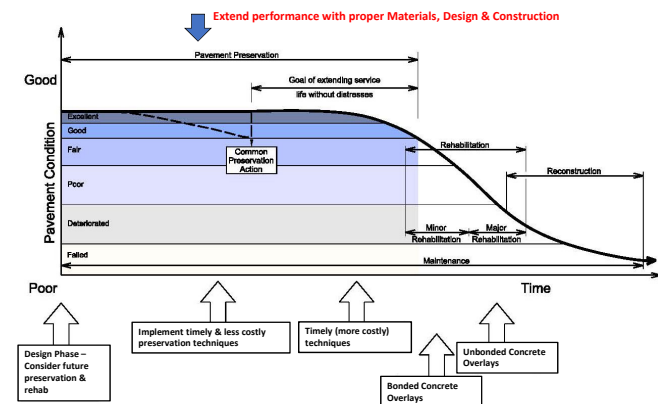 Extend performance with proper Materials, Design & Construction
Pavement Preservation
Good
Goal of extending service
life without distresses
Excellent
Good
Fair
Common
Preservation
Action
Rehabilitation
Pavement Condition
Poor
Reconstruction
Deteriorated
Minor
Rehabilitation
Major
Rehabilitation
Failed
Maintenance
Poor
Time
Design Phase –
Consider future
preservation &
rehab
Implement timely & less costly
preservation techniques
Timely (more costly)
techniques
Bonded Concrete
Overlays
Unbonded Concrete
Overlays